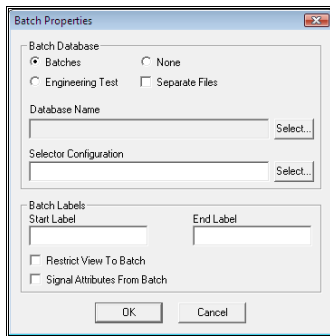 Batch Properties
Batch Database
Batches
None
Engineering Test
Separate Files
Database Name
Select...
Selector Configuration
Select...
Batch Labels
Start Label
End Label
Restrict View To Batch
Signal Attributes From Batch
OK
Cancel